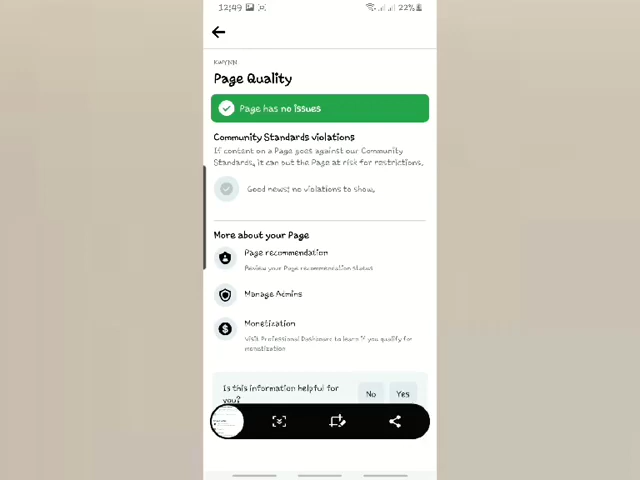 12:49 22%
KWYNN
Page Quality
Page has no issues
Community Standards violations
If content on a Page goes against our Community
Standards, it can put the Page at risk for restrictions.
Good news: no violations to show.
More about your Page
Page recommendation
Review your Page recommendation status.
Manage Admins
Monetization
Visit Professional Dashboard to learn if you qualify for
monetization
Is this information helpful for
you?
No Yes